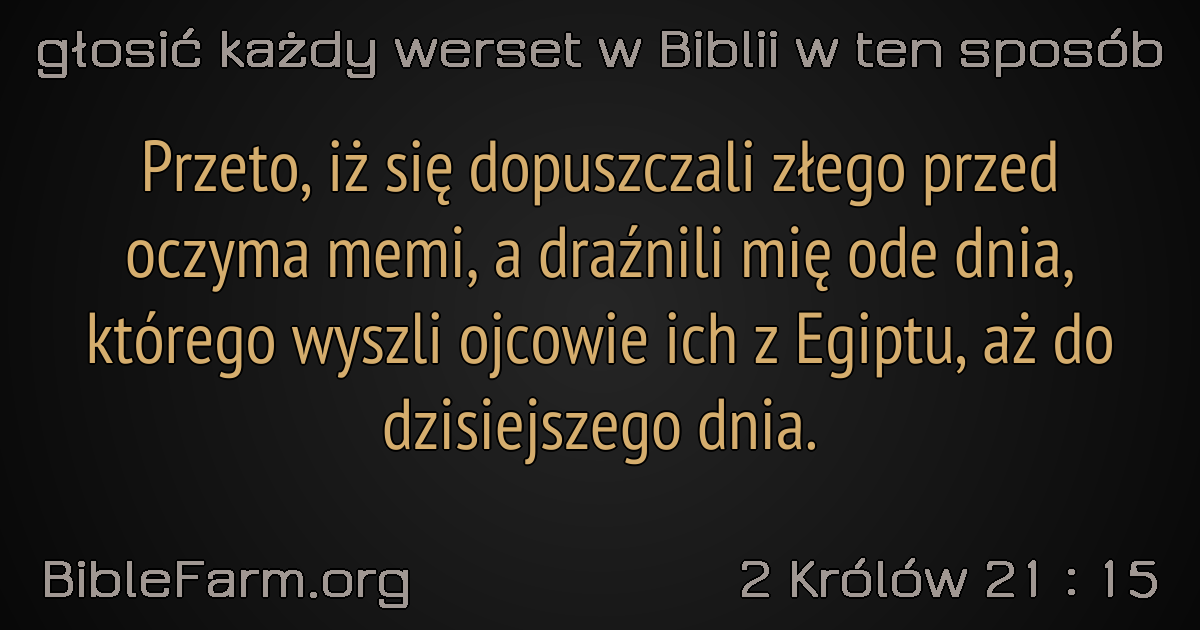 głosić każdy werset w Biblii w ten sposób
Przeto, iż się dopuszczali złego przed
oczyma memi, a draźnili mię ode dnia,
którego wyszli ojcowie ich z Egiptu, aż do
dzisiejszego dnia.
BibleFarm.org
2 Królów 21 : 15